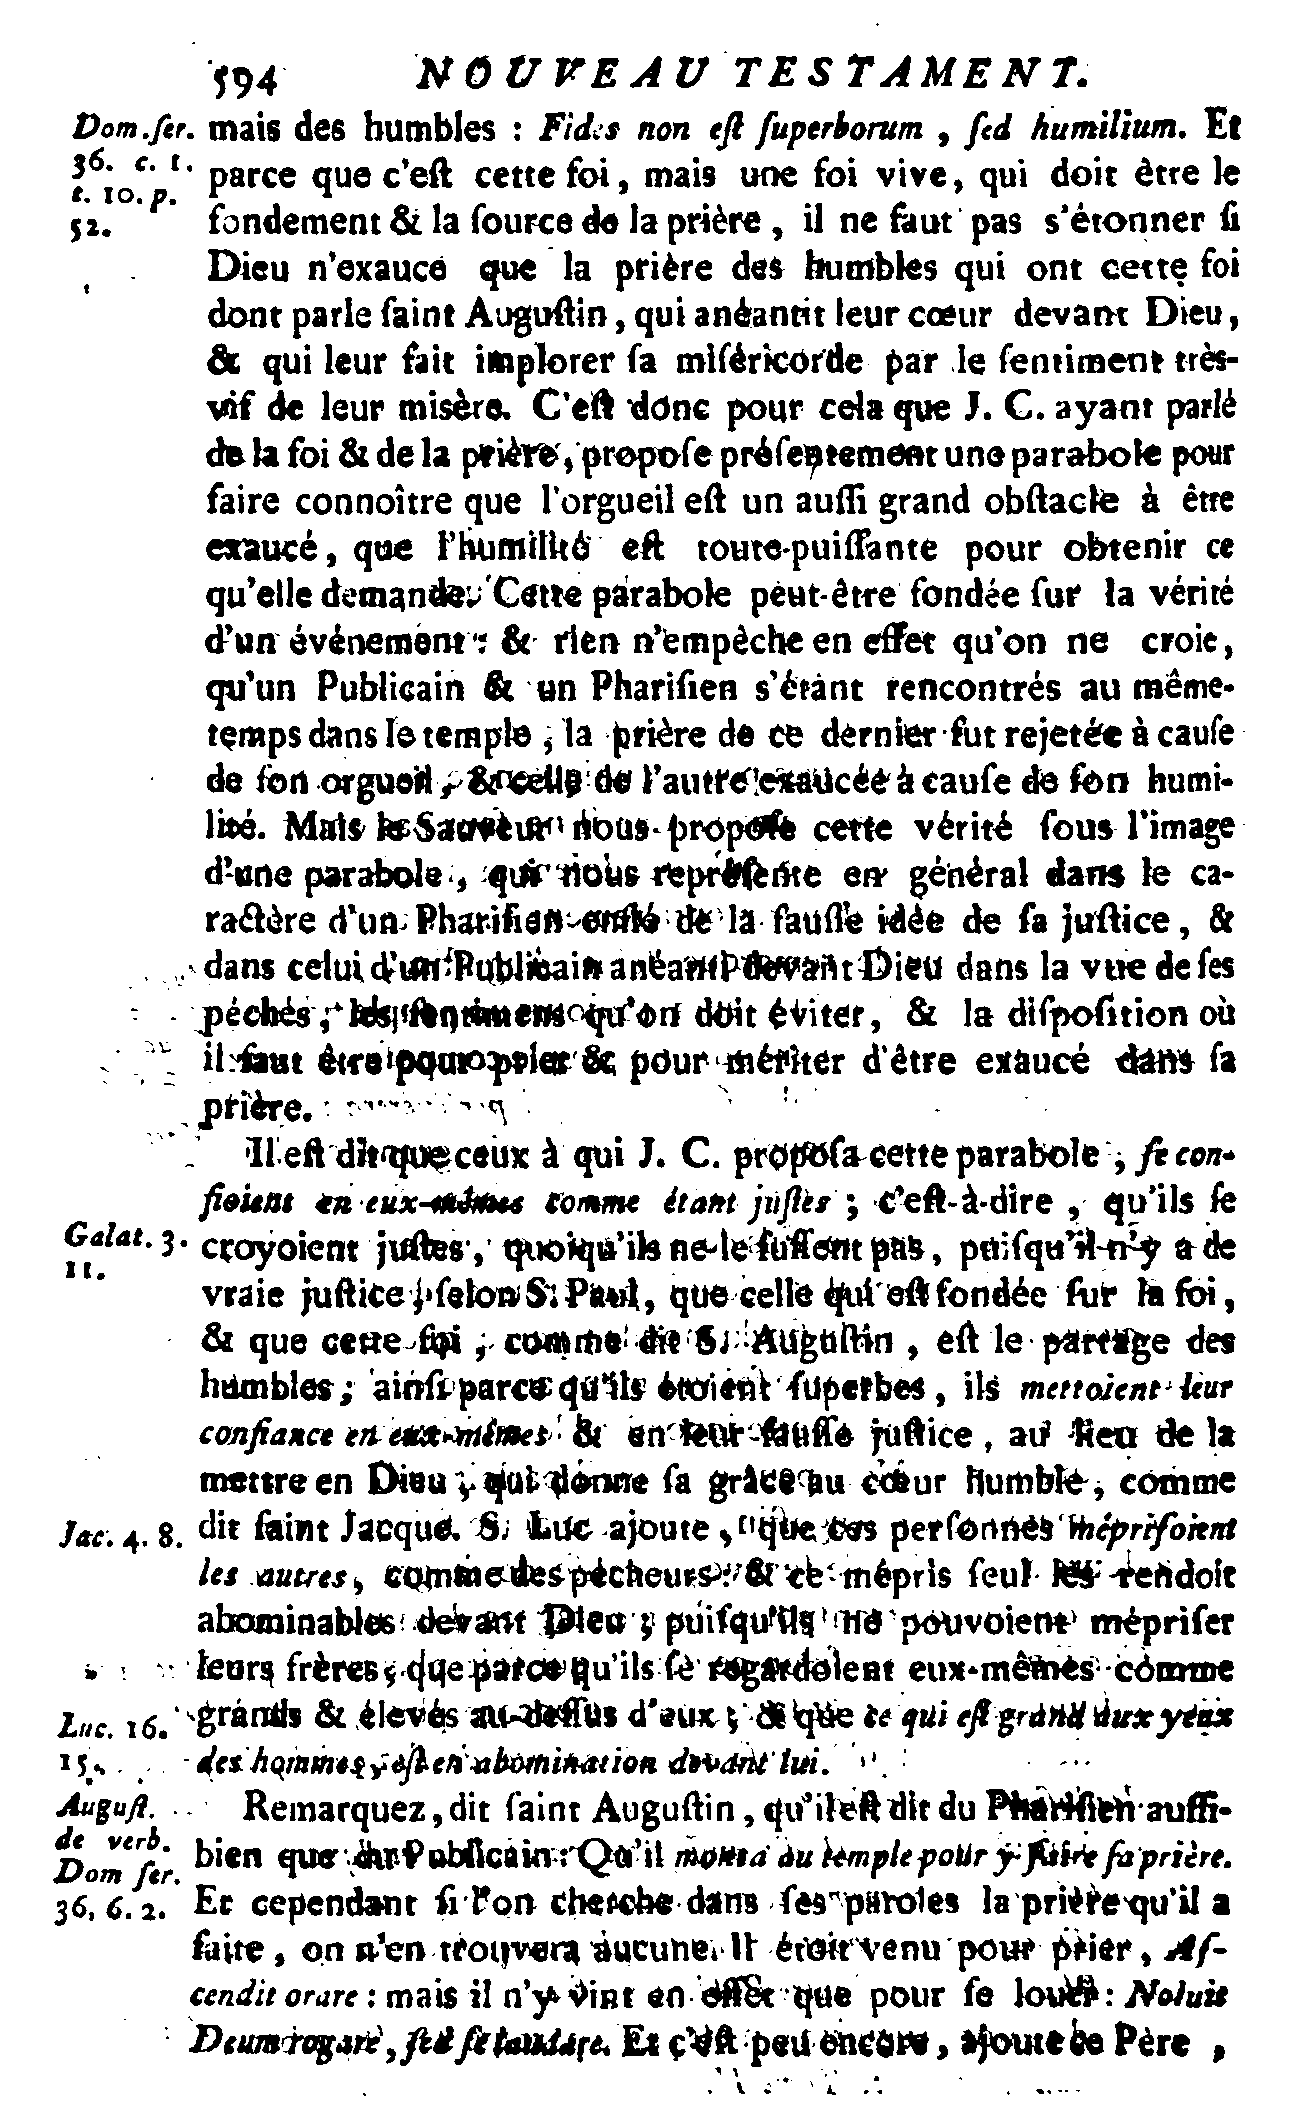 594 NOUVEAU TESTAMENT.
Dom. ſer.
36. c. 1.
t. 10. p.
52.
mais des humbles : Fides non eſt ſuperborum , ſed humilium. Et
parce que c'eſt cette foi, mais une foi vive, qui doit être le
fondement & la ſource de la prière, il ne faut pas s'étonner ſi
Dieu n'exauce que la prière des humbles qui ont cette foi
dont parle ſaint Auguſtin, qui anéantit leur cœur devant Dieu,
& qui leur fait implorer ſa miſéricorde par le ſentiment très-
vif de leur misère. C'eſt donc pour cela que J. C. ayant parlé
de la foi & de la prière, propoſe préſentement une parabole pour
faire connoître que l'orgueil eſt un auſſi grand obſtacle à être
exaucé, que l'humilité eſt toute-puiſſante pour obtenir ce
qu'elle demande. Cette parabole peut-être fondée ſur la vérité
d'un événement : & rien n'empêche en effet qu'on ne croie,
qu'un Publicain & un Phariſien s'étant rencontrés au même-
temps dans le temple, la prière de ce dernier fut rejetée à cauſe
de ſon orgueil, & celle de l'autre exaucée à cauſe de ſon humi-
lité. Mais le Sauveur nous propoſe cette vérité ſous l'image
d'une parabole, qui nous repréſente en général dans le ca-
ractère d'un Phariſien enflé de la fauſſe idée de ſa juſtice, &
dans celui d'un Publicain anéanti devant Dieu dans la vue de ſes
péchés, les ſentimens qu'on doit éviter, & la diſpoſition où
il faut être pour prier & pour mériter d'être exaucé dans ſa
prière.
Il eſt dit que ceux à qui J. C. propoſa cette parabole, ſe con-
fioient en eux-mêmes comme étant juſtes ; c'eſt-à-dire, qu'ils ſe
Galat. 3.
11.
croyoient juſtes, quoiqu'ils ne le fuſſent pas, puiſqu'il n'y a de
vraie juſtice, ſelon S. Paul, que celle qui eſt fondée ſur la foi,
& que cette foi, comme dit S. Auguſtin, eſt le partage des
humbles ; ainſi parce qu'ils étoient ſuperbes, ils mettoient leur
confiance en eux-mêmes & en leur fauſſe juſtice, au lieu de la
mettre en Dieu, qui donne ſa grâce au cœur humble, comme
Jac. 4. 8.
dit ſaint Jacque. S. Luc ajoute, que ces perſonnes mépriſoient
les autres, comme des pécheurs : & ce mépris ſeul les rendoit
abominables devant Dieu ; puiſqu'ils ne pouvoient mépriſer
leurs frères, que parce qu'ils ſe regardoient eux-mêmes comme
Luc. 16.
15.
grands & élevés au-deſſus d'eux ; & que ce qui eſt grand aux yeux
des hommes, eſt en abomination devant lui.
Auguſt.
de verb.
Dom ſer.
36. 6. 2.
Remarquez, dit ſaint Auguſtin, qu'il eſt dit du Phariſien auſſi-
bien que du Publicain : Qu'il monta au temple pour y faire ſa prière.
Et cependant ſi l'on cherche dans ſes paroles la prière qu'il a
faite, on n'en trouvera aucune. Il étoit venu pour prier, Aſ-
cendit orare : mais il n'y vint en effet que pour ſe louer : Noluit
Deum rogare, ſed ſe laudare. Et c'eſt peu encore, ajoute ce Père,